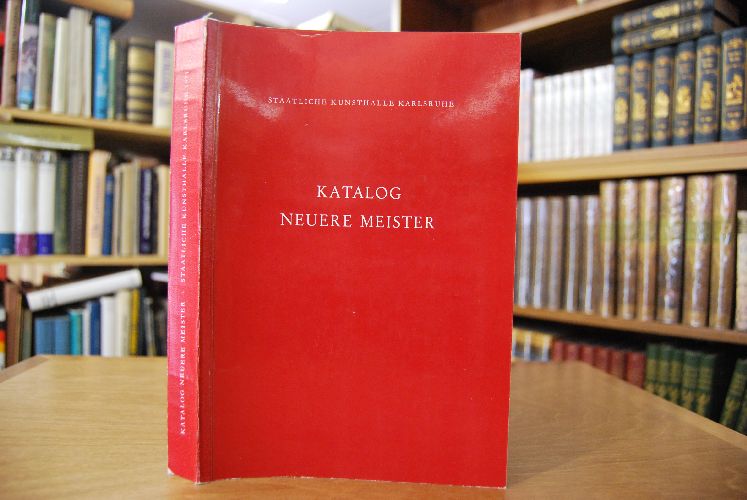 STAATLICHE KUNSTHALLE KARLSRUHE
KATALOG
NEUERE MEISTER
KATALOG NEUERE MEISTER · STAATLICHE KUNSTHALLE KARLSRUHE